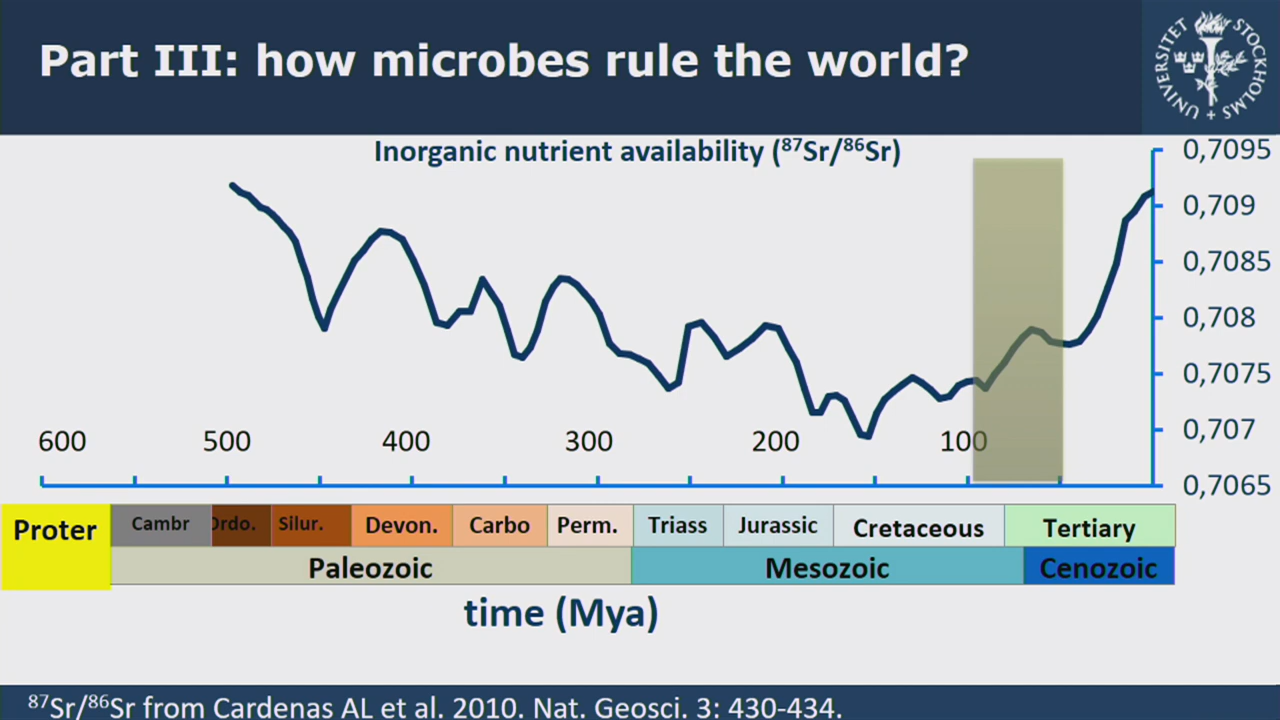 Part III: how microbes rule the world?
UNIVERSITET
STOCKHOLMS
Inorganic nutrient availability (⁸⁷Sr/⁸⁶Sr)
0,7095
0,709
0,7085
0,708
0,7075
0,707
0,7065
600 500 400 300 200 100
Proter Cambr Ordo. Silur. Devon. Carbo Perm. Triass Jurassic Cretaceous Tertiary
Paleozoic Mesozoic Cenozoic
time (Mya)
⁸⁷Sr/⁸⁶Sr from Cardenas AL et al. 2010. Nat. Geosci. 3: 430-434.